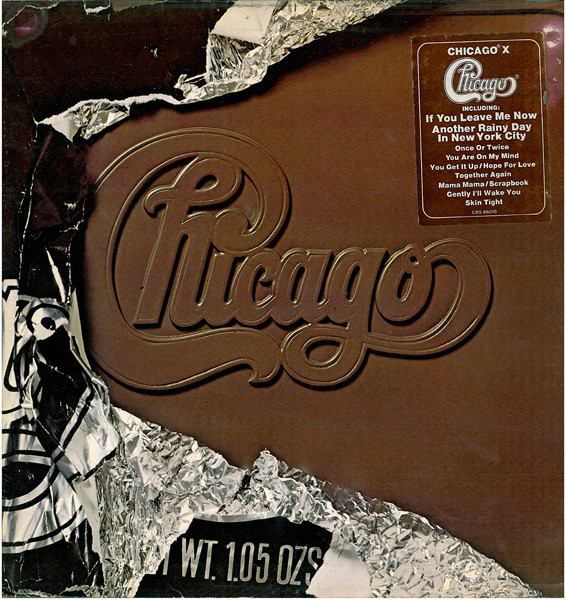 CHICAGO® X
Chicago®
INCLUDING:
If You Leave Me Now
Another Rainy Day
In New York City
Once Or Twice
You Are On My Mind
You Get It Up/Hope For Love
Together Again
Mama Mama/Scrapbook
Gently I'll Wake You
Skin Tight
CBS 86010
Chicago
WT. 1.05 OZS